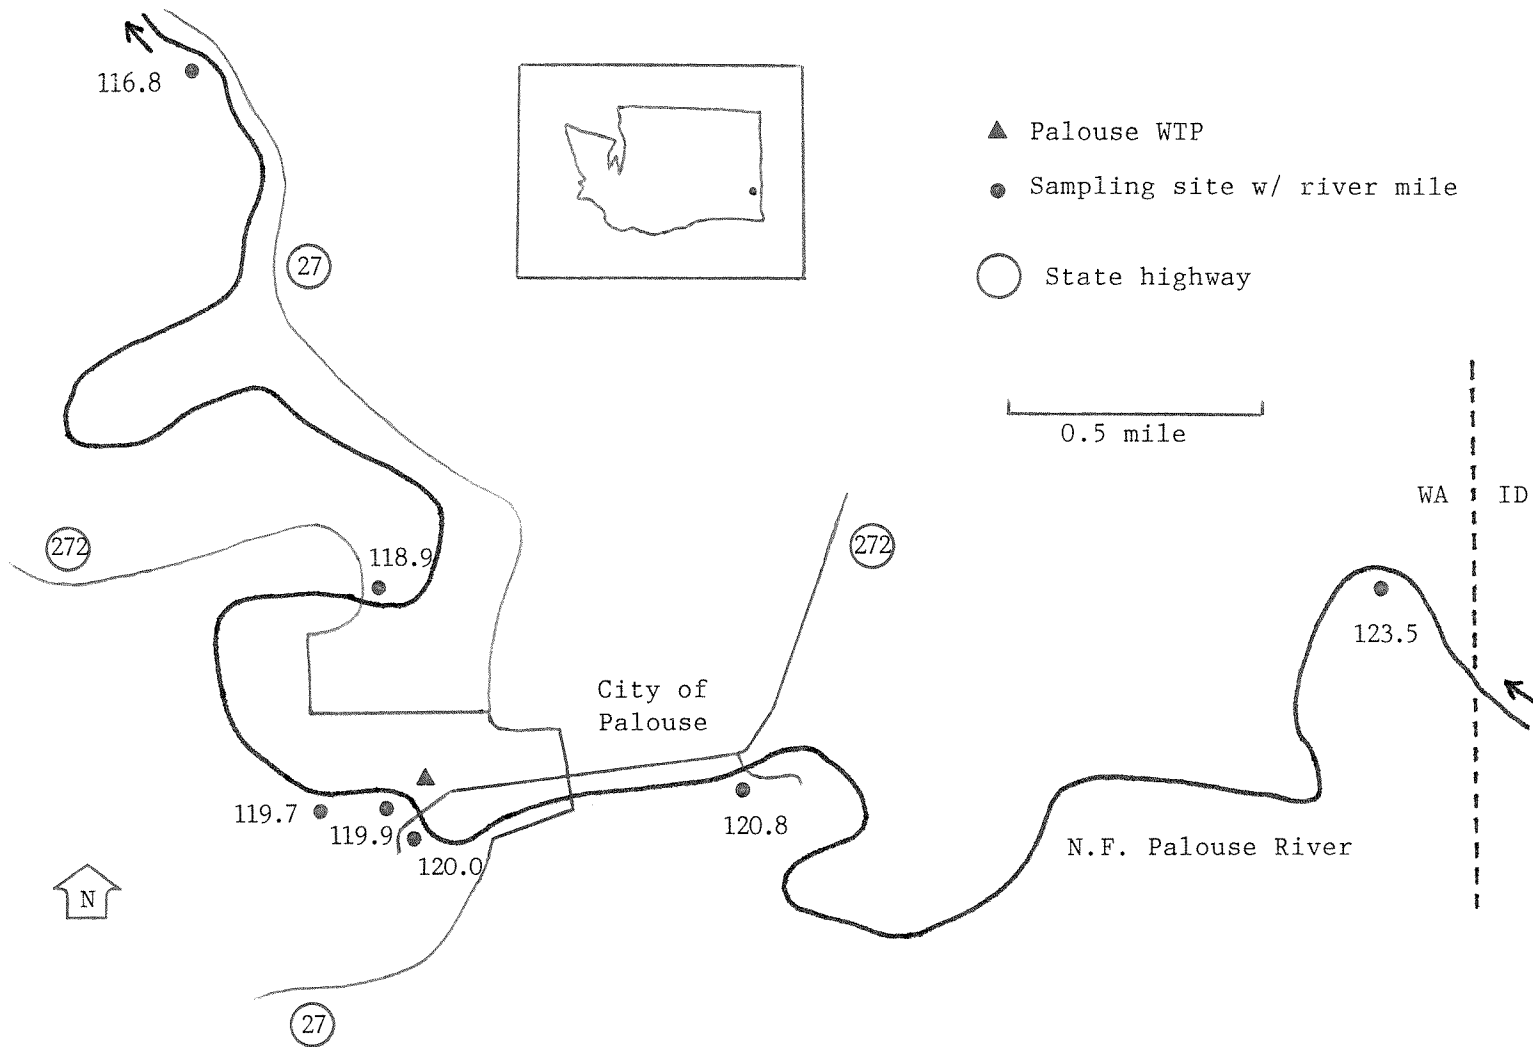 116.8
Palouse WTP
Sampling site w/ river mile
27
State highway
0.5 mile
WA
ID
272
118.9
272
123.5
City of
Palouse
119.7
119.9
120.8
120.0
N.F. Palouse River
N
27